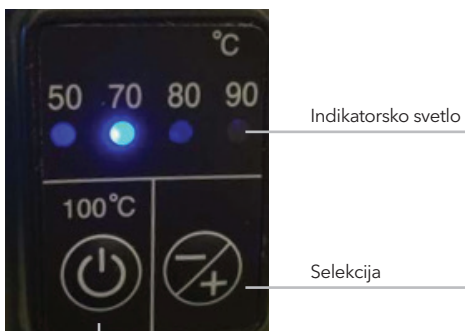 °C
50 70 80 90
Indikatorsko svetlo
100°C
-/+
Selekcija